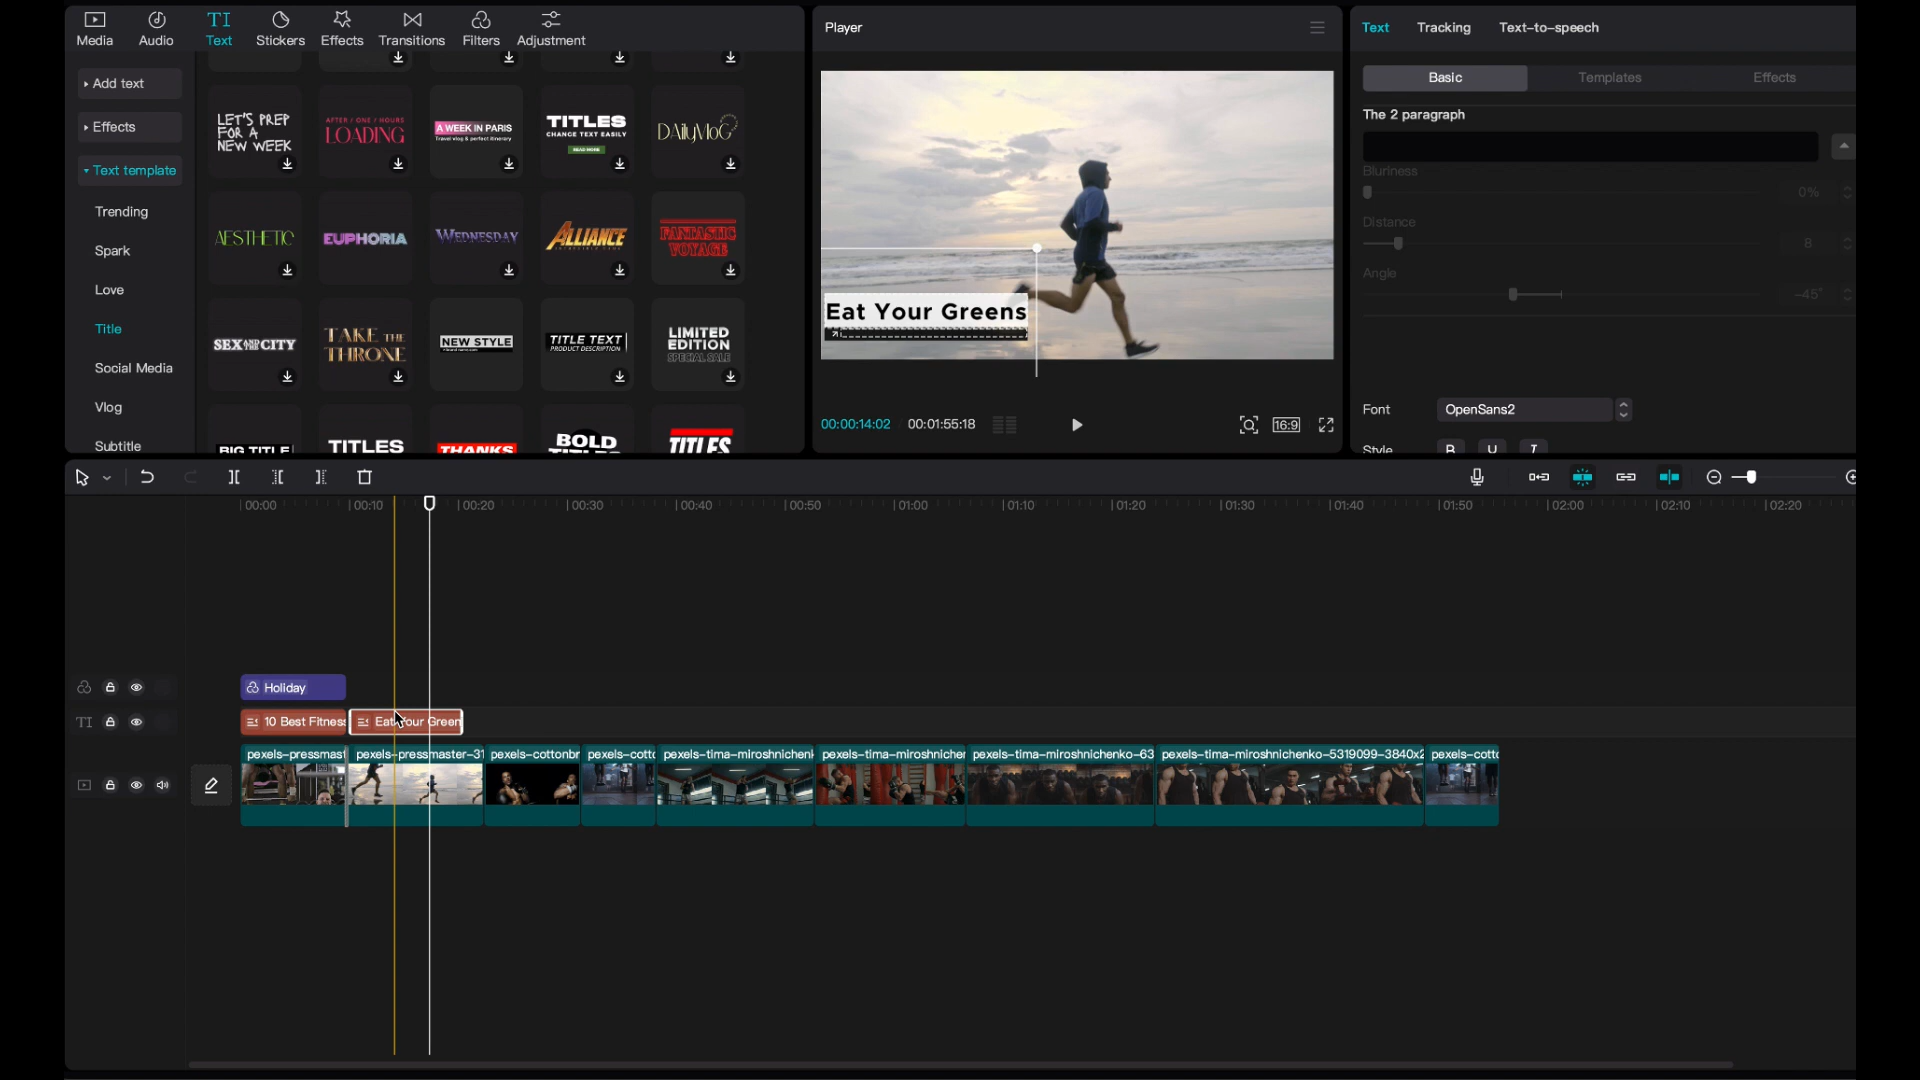 Media
Audio
Text
Stickers
Effects
Transitions
Filters
Adjustment
Add text
Effects
Text template
Trending
Spark
Love
Title
Social Media
Vlog
Subtitle
LET'S PREP
FOR A
NEW WEEK
AFTER / ONE / HOURS
LOADING
A WEEK IN PARIS
Travel vlog & perfect itinerary
TITLES
CHANGE TEXT EASILY
READ MORE
DAilyVloG
AESTHETIC
EUPHORIA
WEDNESDAY
ALLIANCE
FANTASTIC
VOYAGE
SEX AND THE CITY
TAKE THE
THRONE
NEW STYLE
TITLE TEXT
PRODUCT DESCRIPTION
LIMITED
EDITION
SPECIAL SALE
BIG TITLE
TITLES
THANKS
BOLD
TITLES
TITLES
Player
Eat Your Greens
00:00:14:02
00:01:55:18
16:9
Text
Tracking
Text-to-speech
Basic
Templates
Effects
The 2 paragraph
Bluriness
0%
Distance
8
Angle
-45°
Font
OpenSans2
Style
B U I
00:00
00:10
00:20
00:30
00:40
00:50
01:00
01:10
01:20
01:30
01:40
01:50
02:00
02:10
02:20
Holiday
TI
10 Best Fitness
Eat Your Green
pexels-pressmast
pexels-pressmaster-31
pexels-cottonbr
pexels-cotto
pexels-tima-miroshnichenk
pexels-tima-miroshnichen
pexels-tima-miroshnichenko-63
pexels-tima-miroshnichenko-5319099-3840x2
pexels-cotto